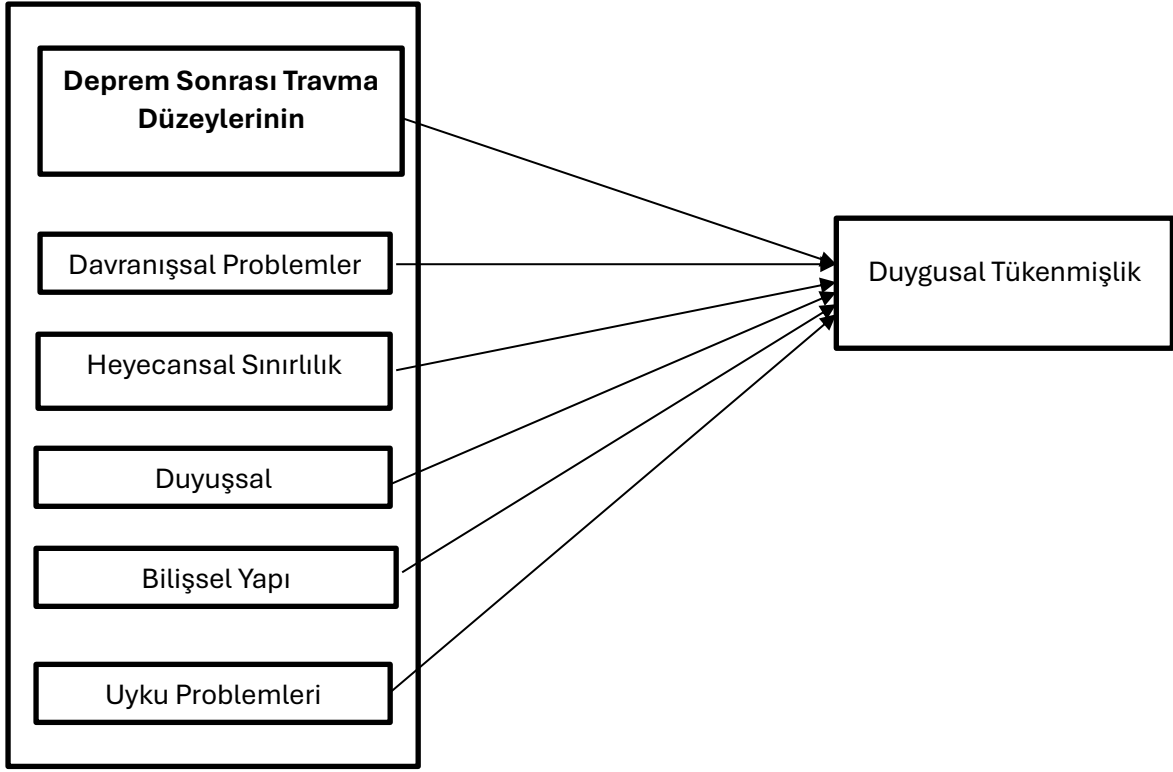 Deprem Sonrası Travma
Düzeylerinin
Davranışsal Problemler
Duygusal Tükenmişlik
Heyecansal Sınırlılık
Duyuşsal
Bilişsel Yapı
Uyku Problemleri